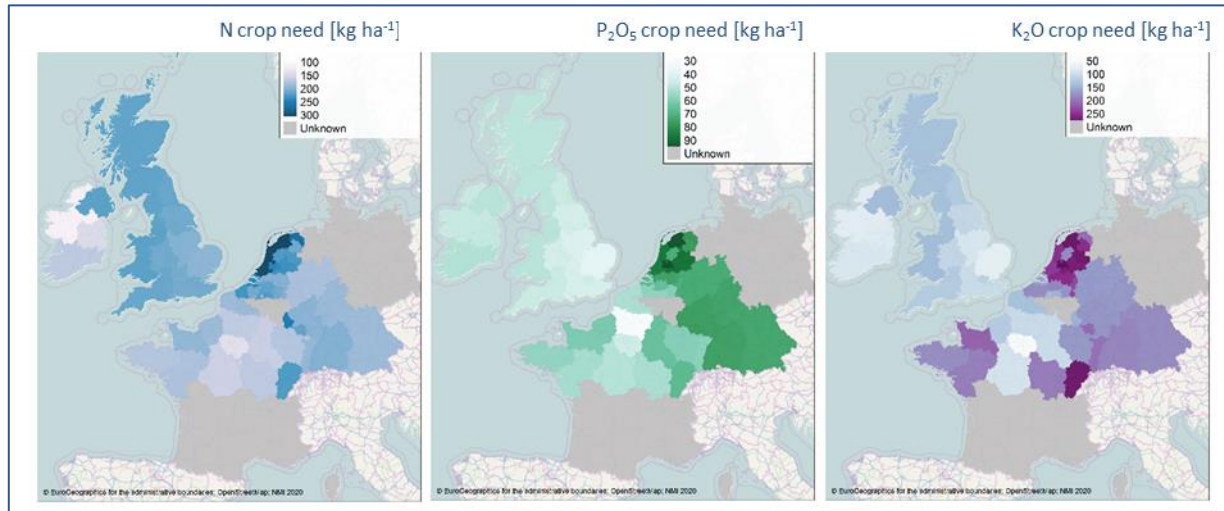 N crop need [kg ha⁻¹]
100
150
200
250
300
Unknown
© EuroGeographics for the administrative boundaries; OpenStreetMap; NMI 2020
P₂O₅ crop need [kg ha⁻¹]
30
40
50
60
70
80
90
Unknown
© EuroGeographics for the administrative boundaries; OpenStreetMap; NMI 2020
K₂O crop need [kg ha⁻¹]
50
100
150
200
250
Unknown
© EuroGeographics for the administrative boundaries; OpenStreetMap; NMI 2020